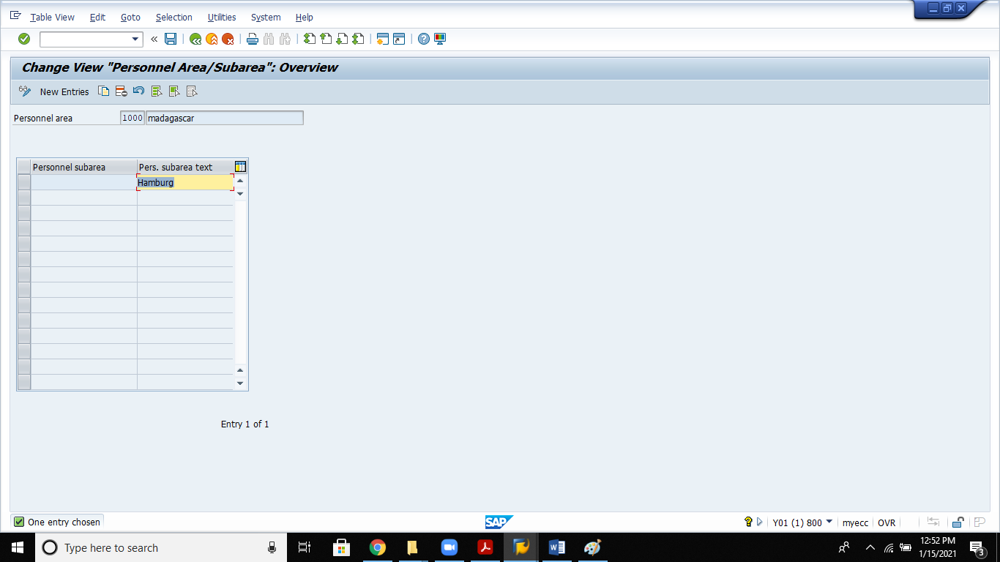 Table View Edit Goto Selection Utilities System Help
Change View "Personnel Area/Subarea": Overview
New Entries
Personnel area 1000 madagascar
Personnel subarea Pers. subarea text
Hamburg
Entry 1 of 1
One entry chosen
SAP
Y01 (1) 800 myecc OVR
Type here to search
12:52 PM
1/15/2021
3